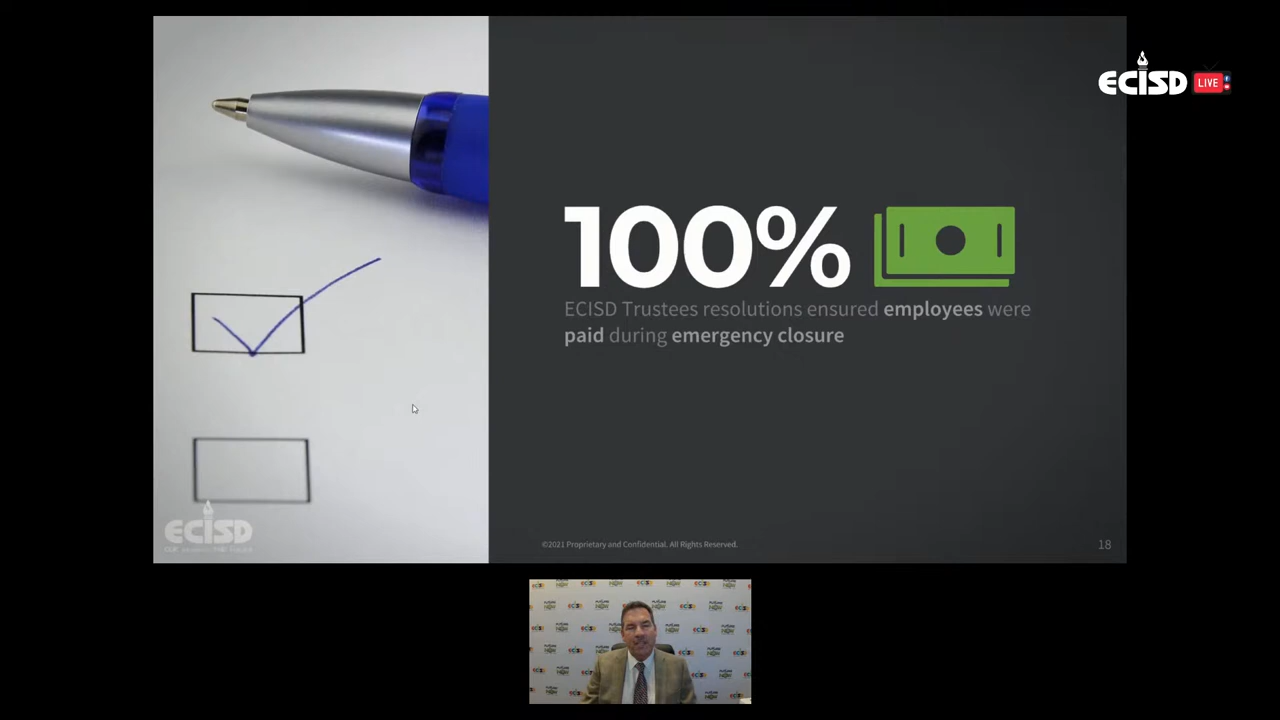 ECISD LIVE
100%
ECISD Trustees resolutions ensured employees were
paid during emergency closure
ECISD
©2021 Proprietary and Confidential. All Rights Reserved.
18